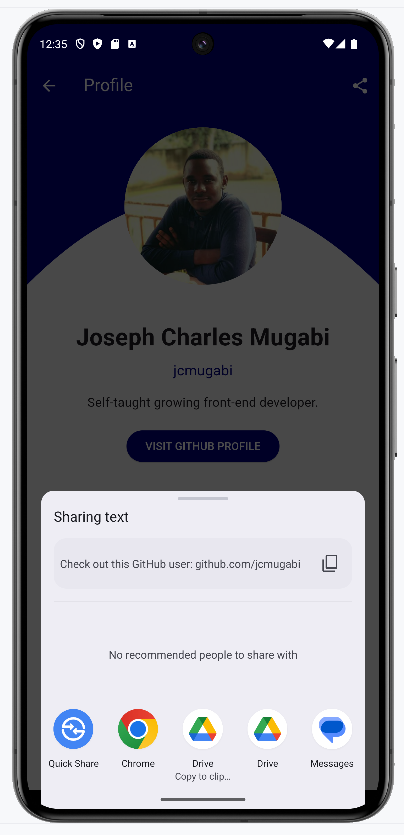 12:35
Profile
Joseph Charles Mugabi
jcmugabi
Self-taught growing front-end developer.
VISIT GITHUB PROFILE
Sharing text
Check out this GitHub user: github.com/jcmugabi
No recommended people to share with
Quick Share
Chrome
Drive
Copy to clip...
Drive
Messages